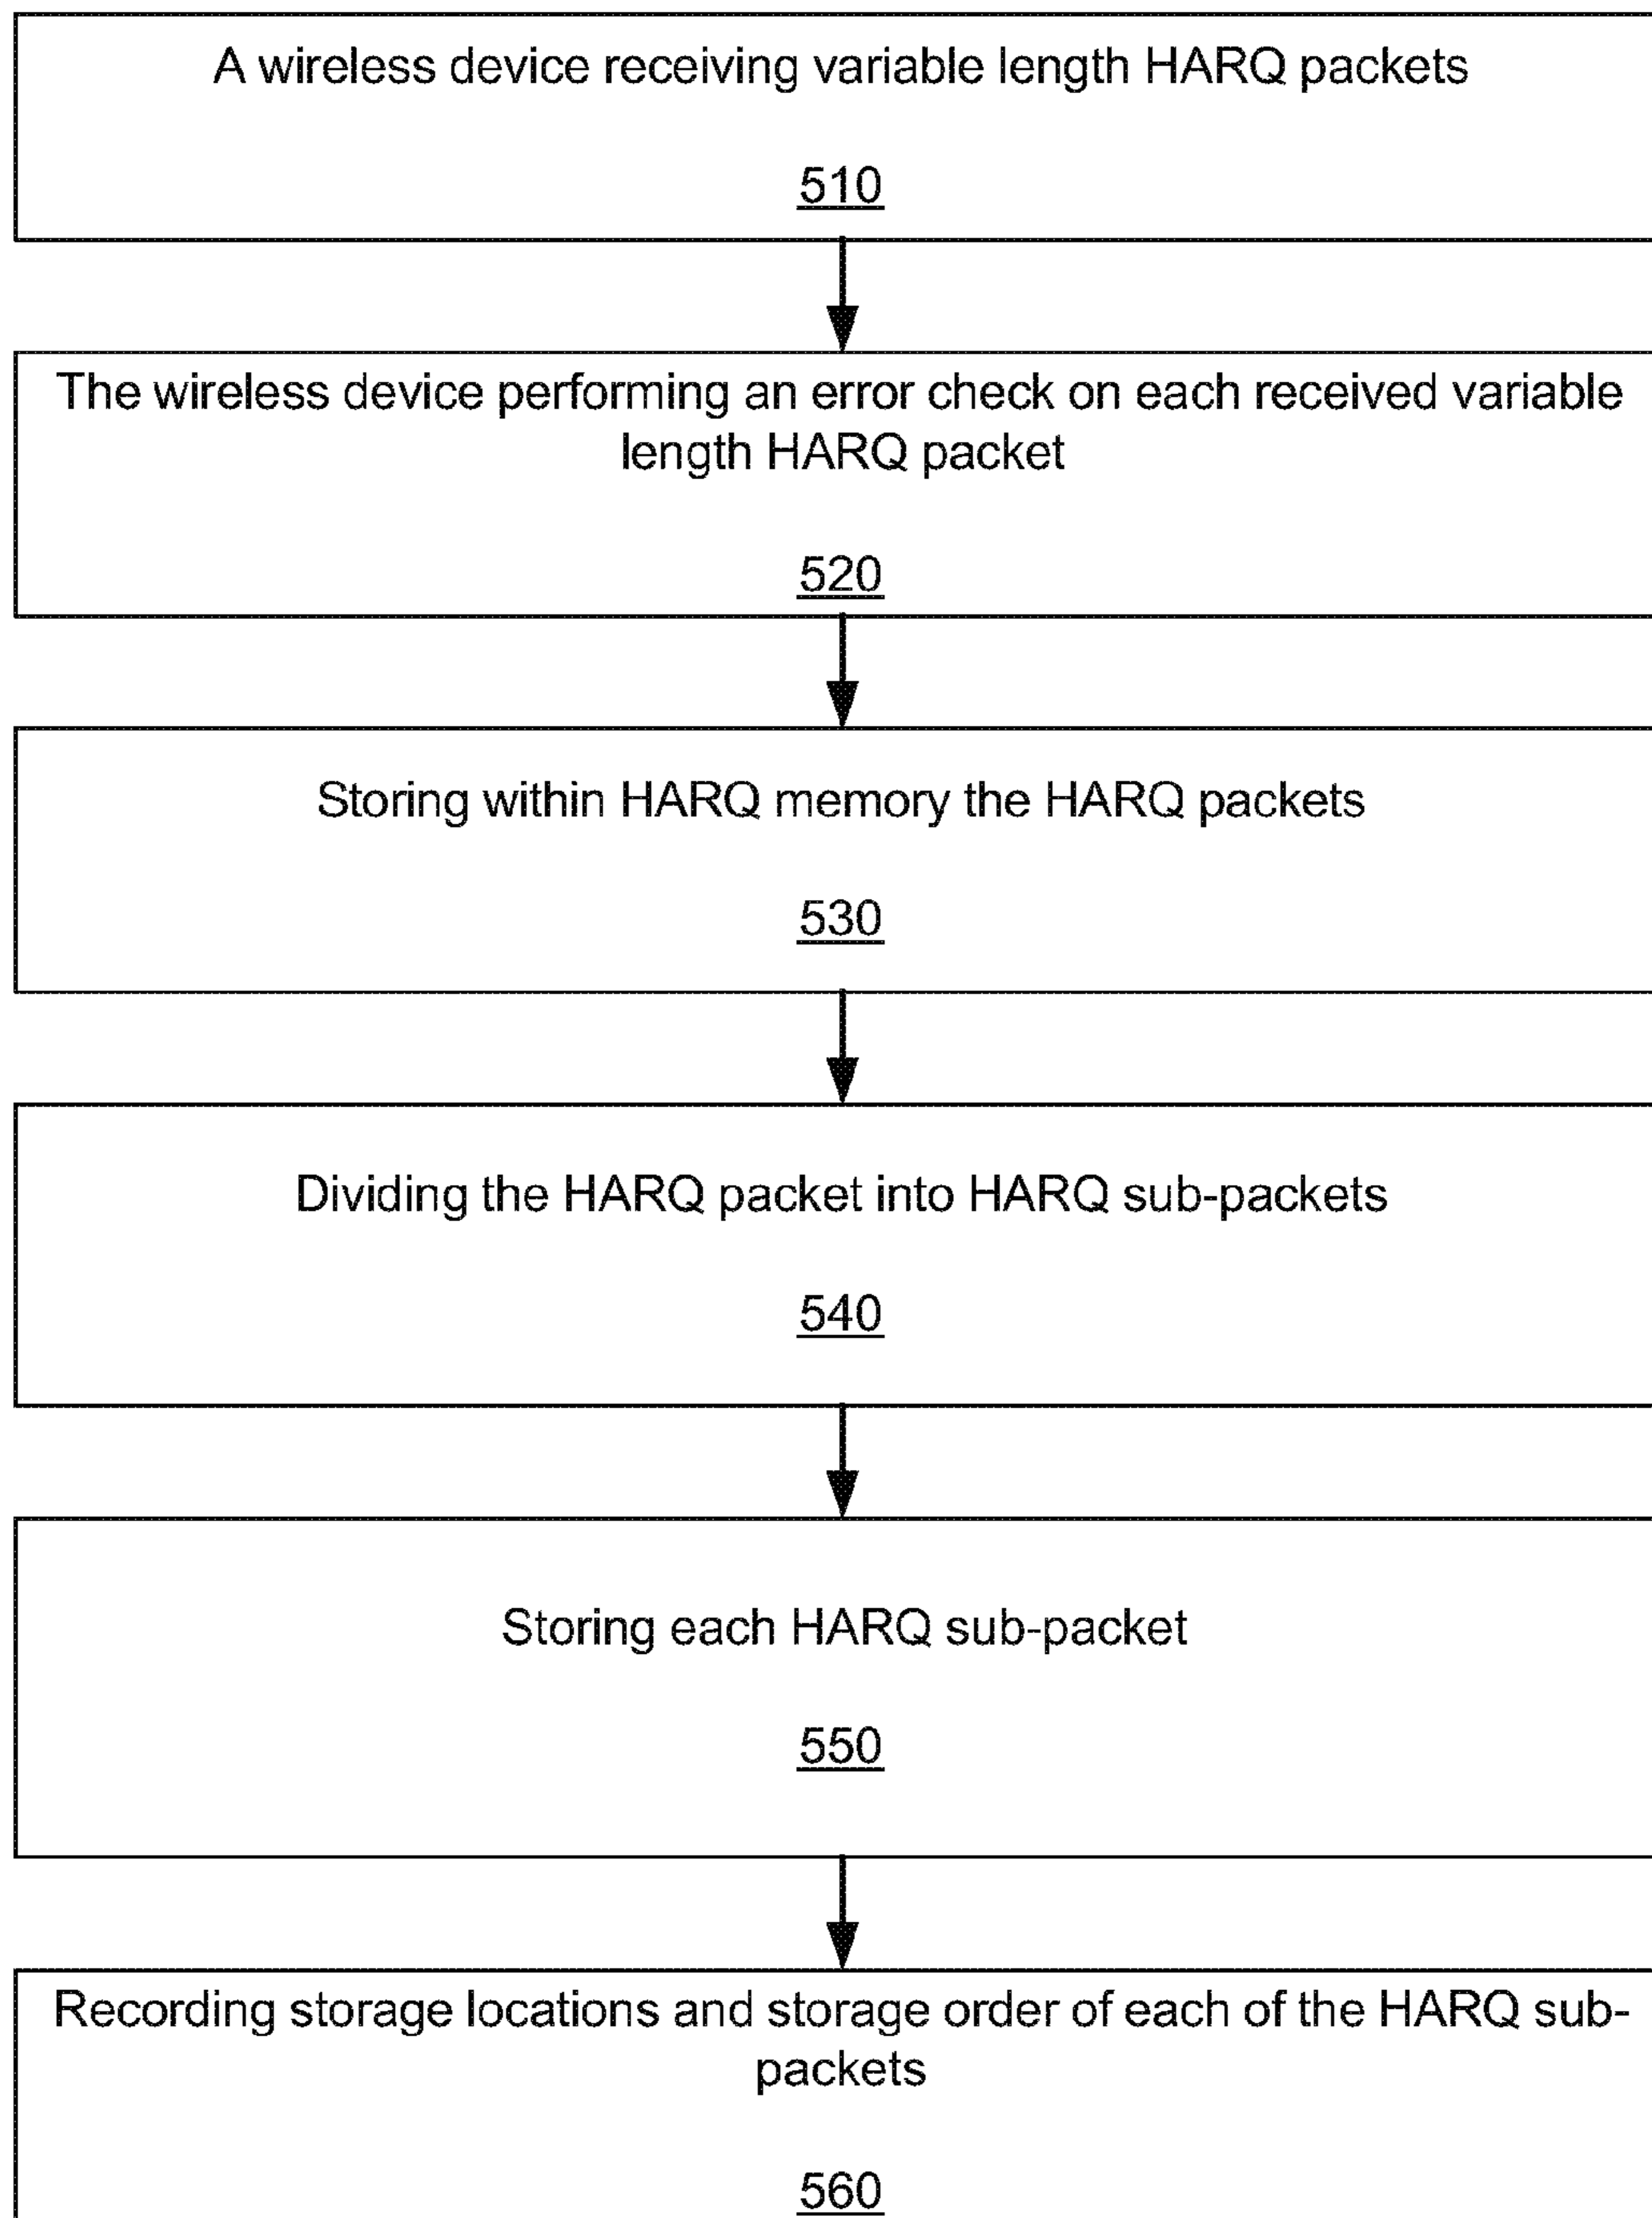 A wireless device receiving variable length HARQ packets
510
The wireless device performing an error check on each received variable
length HARQ packet
520
Storing within HARQ memory the HARQ packets
530
Dividing the HARQ packet into HARQ sub-packets
540
Storing each HARQ sub-packet
550
Recording storage locations and storage order of each of the HARQ sub-
packets
560